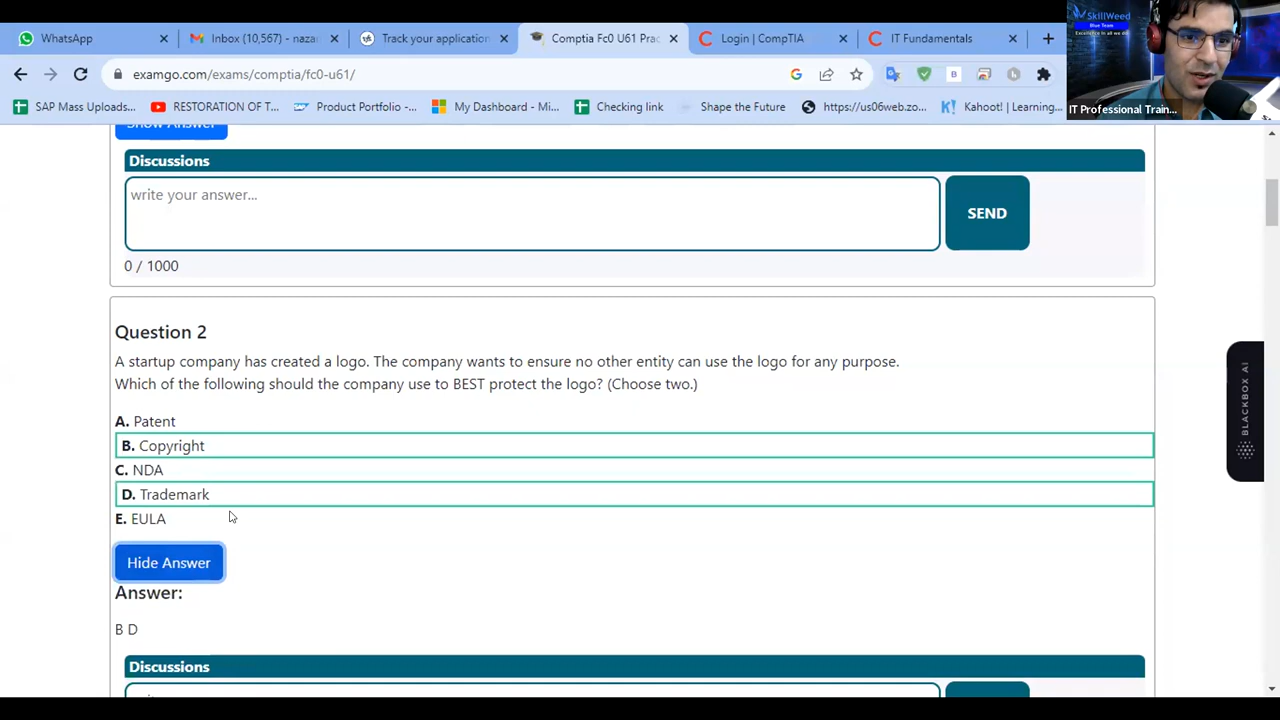 WhatsApp
Inbox (10,567) - naza
Track your application
Comptia Fc0 U61 Prac
Login | CompTIA
IT Fundamentals
examgo.com/exams/comptia/fc0-u61/
SAP Mass Uploads...
RESTORATION OF T...
Product Portfolio -...
My Dashboard - Mi...
Checking link
Shape the Future
https://us06web.zo...
Kahoot! | Learning...
SkillWeed
Blue Team
IT Professional Train...
Show Answer
Discussions
write your answer...
SEND
0 / 1000
Question 2
A startup company has created a logo. The company wants to ensure no other entity can use the logo for any purpose.
Which of the following should the company use to BEST protect the logo? (Choose two.)
A. Patent
B. Copyright
C. NDA
D. Trademark
E. EULA
Hide Answer
Answer:
B D
Discussions
BLACKBOX AI